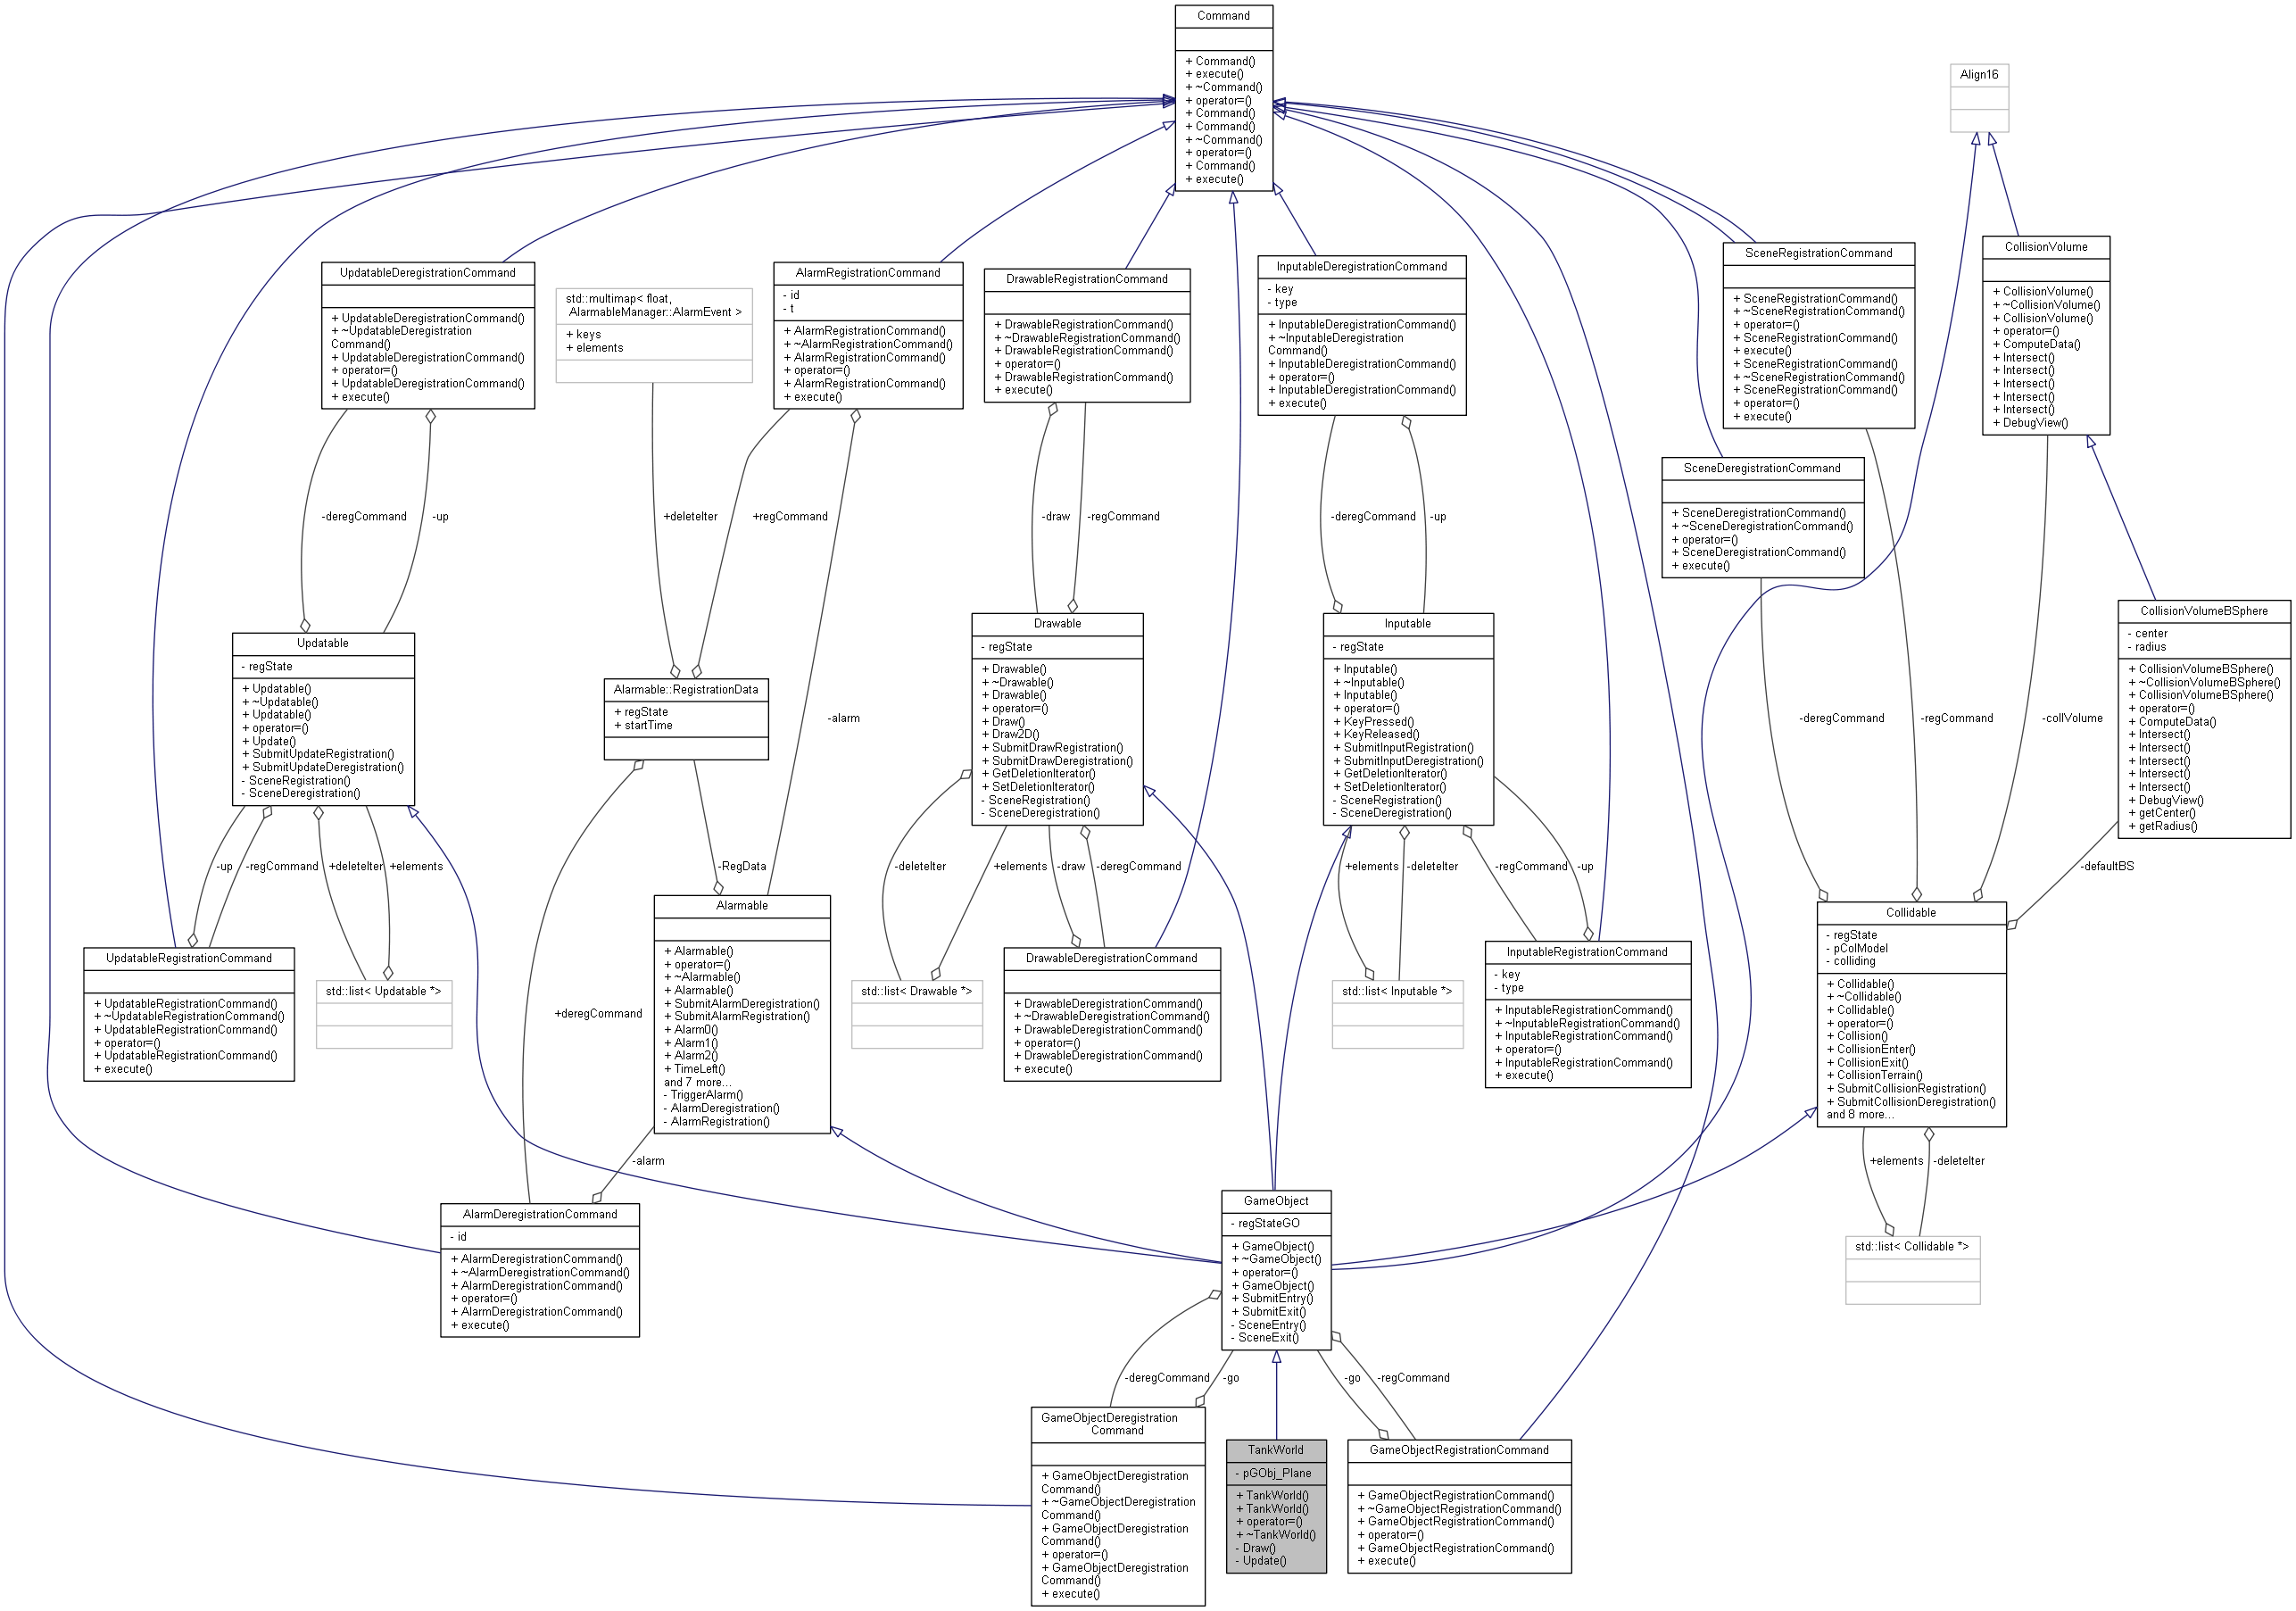 Command
+ Command()
+ execute()
+ ~Command()
+ operator=()
+ Command()
+ Command()
+ ~Command()
+ operator=()
+ Command()
+ execute()
Align16
UpdatableDeregistrationCommand
+ UpdatableDeregistrationCommand()
+ ~UpdatableDeregistration
Command()
+ UpdatableDeregistrationCommand()
+ operator=()
+ UpdatableDeregistrationCommand()
+ execute()
std::multimap< float,
AlarmableManager::AlarmEvent >
+ keys
+ elements
AlarmRegistrationCommand
- id
- t
+ AlarmRegistrationCommand()
+ ~AlarmRegistrationCommand()
+ AlarmRegistrationCommand()
+ operator=()
+ AlarmRegistrationCommand()
+ execute()
DrawableRegistrationCommand
+ DrawableRegistrationCommand()
+ ~DrawableRegistrationCommand()
+ DrawableRegistrationCommand()
+ operator=()
+ DrawableRegistrationCommand()
+ execute()
InputableDeregistrationCommand
- key
- type
+ InputableDeregistrationCommand()
+ ~InputableDeregistration
Command()
+ InputableDeregistrationCommand()
+ operator=()
+ InputableDeregistrationCommand()
+ execute()
SceneRegistrationCommand
+ SceneRegistrationCommand()
+ ~SceneRegistrationCommand()
+ operator=()
+ SceneRegistrationCommand()
+ execute()
+ SceneRegistrationCommand()
+ ~SceneRegistrationCommand()
+ SceneRegistrationCommand()
+ operator=()
+ execute()
CollisionVolume
+ CollisionVolume()
+ ~CollisionVolume()
+ CollisionVolume()
+ operator=()
+ ComputeData()
+ Intersect()
+ Intersect()
+ Intersect()
+ Intersect()
+ Intersect()
+ DebugView()
SceneDeregistrationCommand
+ SceneDeregistrationCommand()
+ ~SceneDeregistrationCommand()
+ operator=()
+ SceneDeregistrationCommand()
+ execute()
-deregCommand
-up
+deleteIter
+regCommand
-draw
-regCommand
-deregCommand
-up
Updatable
- regState
+ Updatable()
+ ~Updatable()
+ Updatable()
+ operator=()
+ Update()
+ SubmitUpdateRegistration()
+ SubmitUpdateDeregistration()
- SceneRegistration()
- SceneDeregistration()
Alarmable::RegistrationData
+ regState
+ startTime
-alarm
Drawable
- regState
+ Drawable()
+ ~Drawable()
+ Drawable()
+ operator=()
+ Draw()
+ Draw2D()
+ SubmitDrawRegistration()
+ SubmitDrawDeregistration()
+ GetDeletionIterator()
+ SetDeletionIterator()
- SceneRegistration()
- SceneDeregistration()
Inputable
- regState
+ Inputable()
+ ~Inputable()
+ Inputable()
+ operator=()
+ KeyPressed()
+ KeyReleased()
+ SubmitInputRegistration()
+ SubmitInputDeregistration()
+ GetDeletionIterator()
+ SetDeletionIterator()
- SceneRegistration()
- SceneDeregistration()
-deregCommand
-regCommand
-collVolume
CollisionVolumeBSphere
- center
- radius
+ CollisionVolumeBSphere()
+ ~CollisionVolumeBSphere()
+ CollisionVolumeBSphere()
+ operator=()
+ ComputeData()
+ Intersect()
+ Intersect()
+ Intersect()
+ Intersect()
+ Intersect()
+ DebugView()
+ getCenter()
+ getRadius()
-up
-regCommand
+deleteIter
+elements
-RegData
-deleteIter
+elements
-draw
-deregCommand
+elements
-deleteIter
-regCommand
-up
-defaultBS
UpdatableRegistrationCommand
+ UpdatableRegistrationCommand()
+ ~UpdatableRegistrationCommand()
+ UpdatableRegistrationCommand()
+ operator=()
+ UpdatableRegistrationCommand()
+ execute()
std::list< Updatable *>
+deregCommand
Alarmable
+ Alarmable()
+ operator=()
+ ~Alarmable()
+ Alarmable()
+ SubmitAlarmDeregistration()
+ SubmitAlarmRegistration()
+ Alarm0()
+ Alarm1()
+ Alarm2()
+ TimeLeft()
and 7 more...
- TriggerAlarm()
- AlarmDeregistration()
- AlarmRegistration()
std::list< Drawable *>
DrawableDeregistrationCommand
+ DrawableDeregistrationCommand()
+ ~DrawableDeregistrationCommand()
+ DrawableDeregistrationCommand()
+ operator=()
+ DrawableDeregistrationCommand()
+ execute()
std::list< Inputable *>
InputableRegistrationCommand
- key
- type
+ InputableRegistrationCommand()
+ ~InputableRegistrationCommand()
+ InputableRegistrationCommand()
+ operator=()
+ InputableRegistrationCommand()
+ execute()
Collidable
- regState
- pColModel
- colliding
+ Collidable()
+ ~Collidable()
+ Collidable()
+ operator=()
+ Collision()
+ CollisionEnter()
+ CollisionExit()
+ CollisionTerrain()
+ SubmitCollisionRegistration()
+ SubmitCollisionDeregistration()
and 8 more...
-alarm
+elements
-deleteIter
AlarmDeregistrationCommand
- id
+ AlarmDeregistrationCommand()
+ ~AlarmDeregistrationCommand()
+ AlarmDeregistrationCommand()
+ operator=()
+ AlarmDeregistrationCommand()
+ execute()
GameObject
- regStateGO
+ GameObject()
+ ~GameObject()
+ operator=()
+ GameObject()
+ SubmitEntry()
+ SubmitExit()
- SceneEntry()
- SceneExit()
std::list< Collidable *>
-deregCommand
-go
-go
-regCommand
GameObjectDeregistration
Command
+ GameObjectDeregistration
Command()
+ ~GameObjectDeregistration
Command()
+ GameObjectDeregistration
Command()
+ operator=()
+ GameObjectDeregistration
Command()
+ execute()
TankWorld
- pGObj_Plane
+ TankWorld()
+ TankWorld()
+ operator=()
+ ~TankWorld()
- Draw()
- Update()
GameObjectRegistrationCommand
+ GameObjectRegistrationCommand()
+ ~GameObjectRegistrationCommand()
+ GameObjectRegistrationCommand()
+ operator=()
+ GameObjectRegistrationCommand()
+ execute()